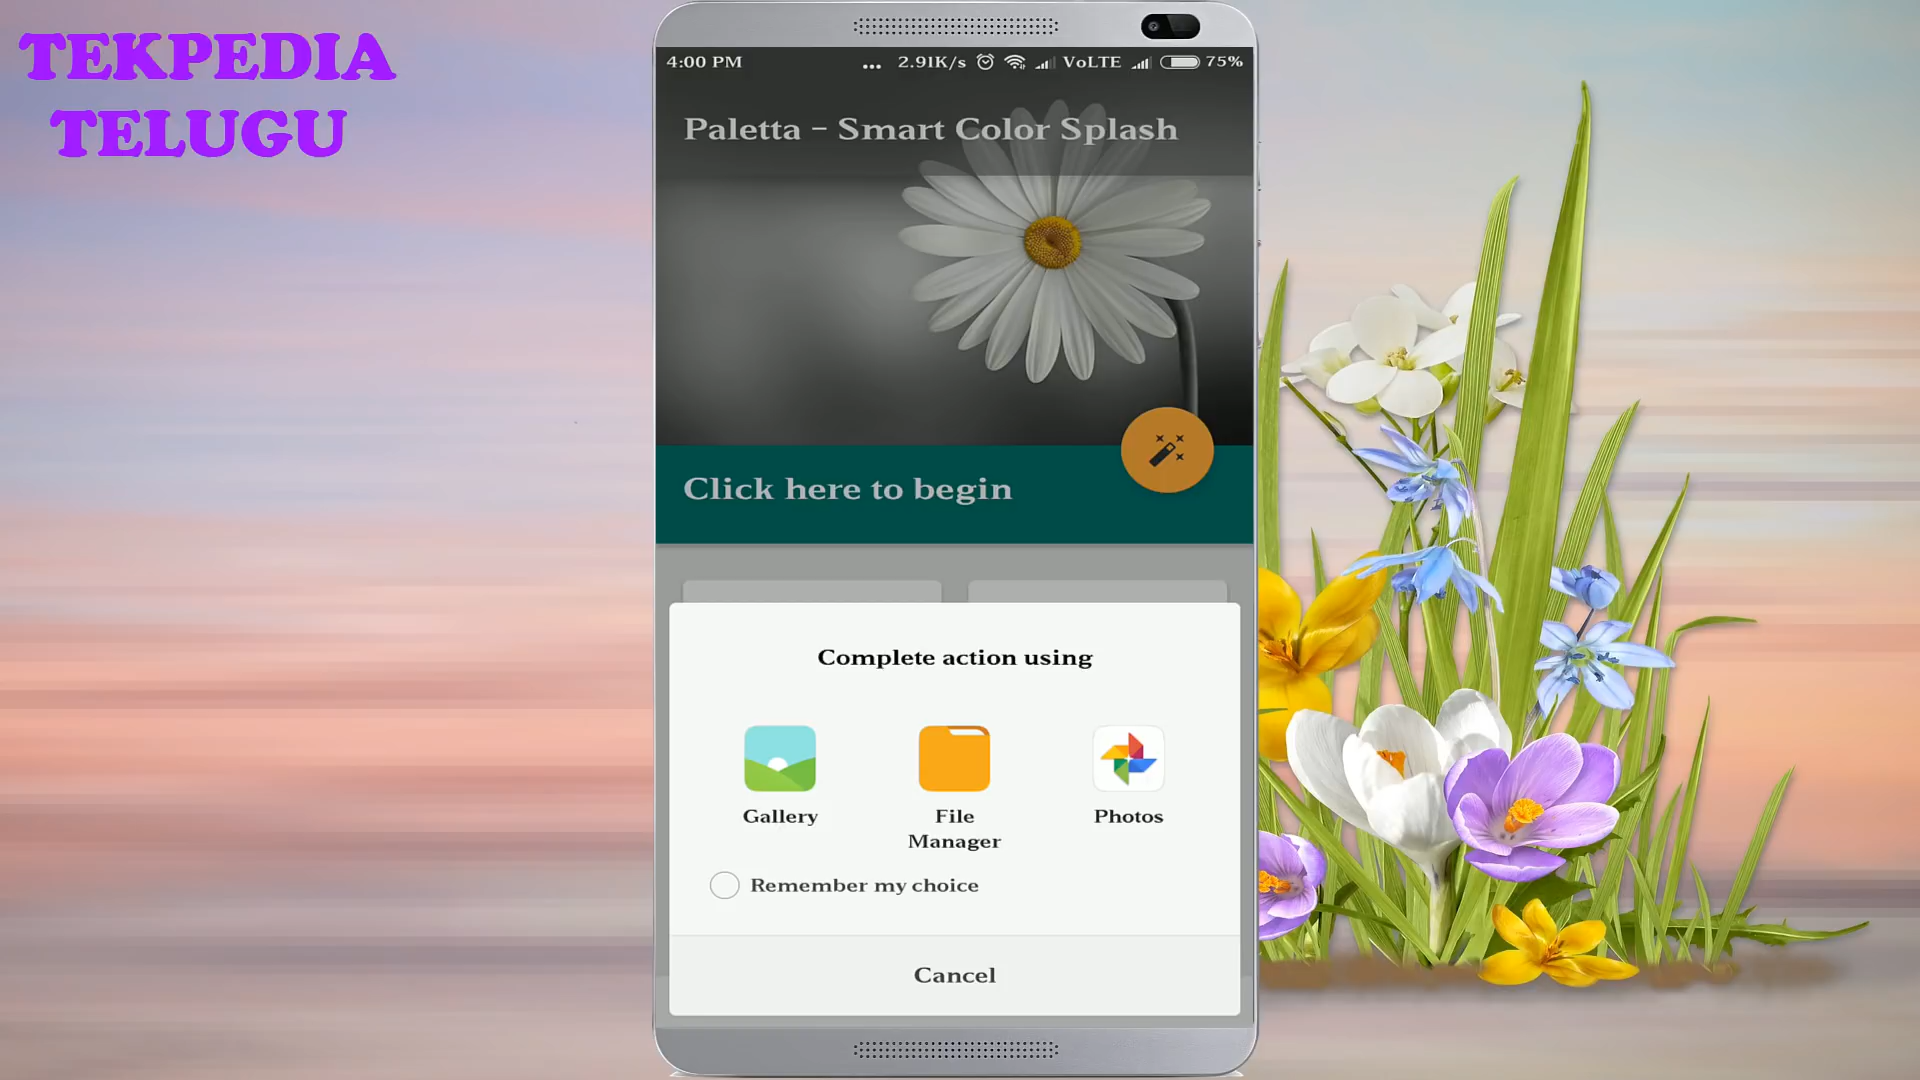 TEKPEDIA
TELUGU
4:00 PM ... 2.91K/s VoLTE 75%
Paletta - Smart Color Splash
Click here to begin
Complete action using
Gallery
File
Manager
Photos
Remember my choice
Cancel